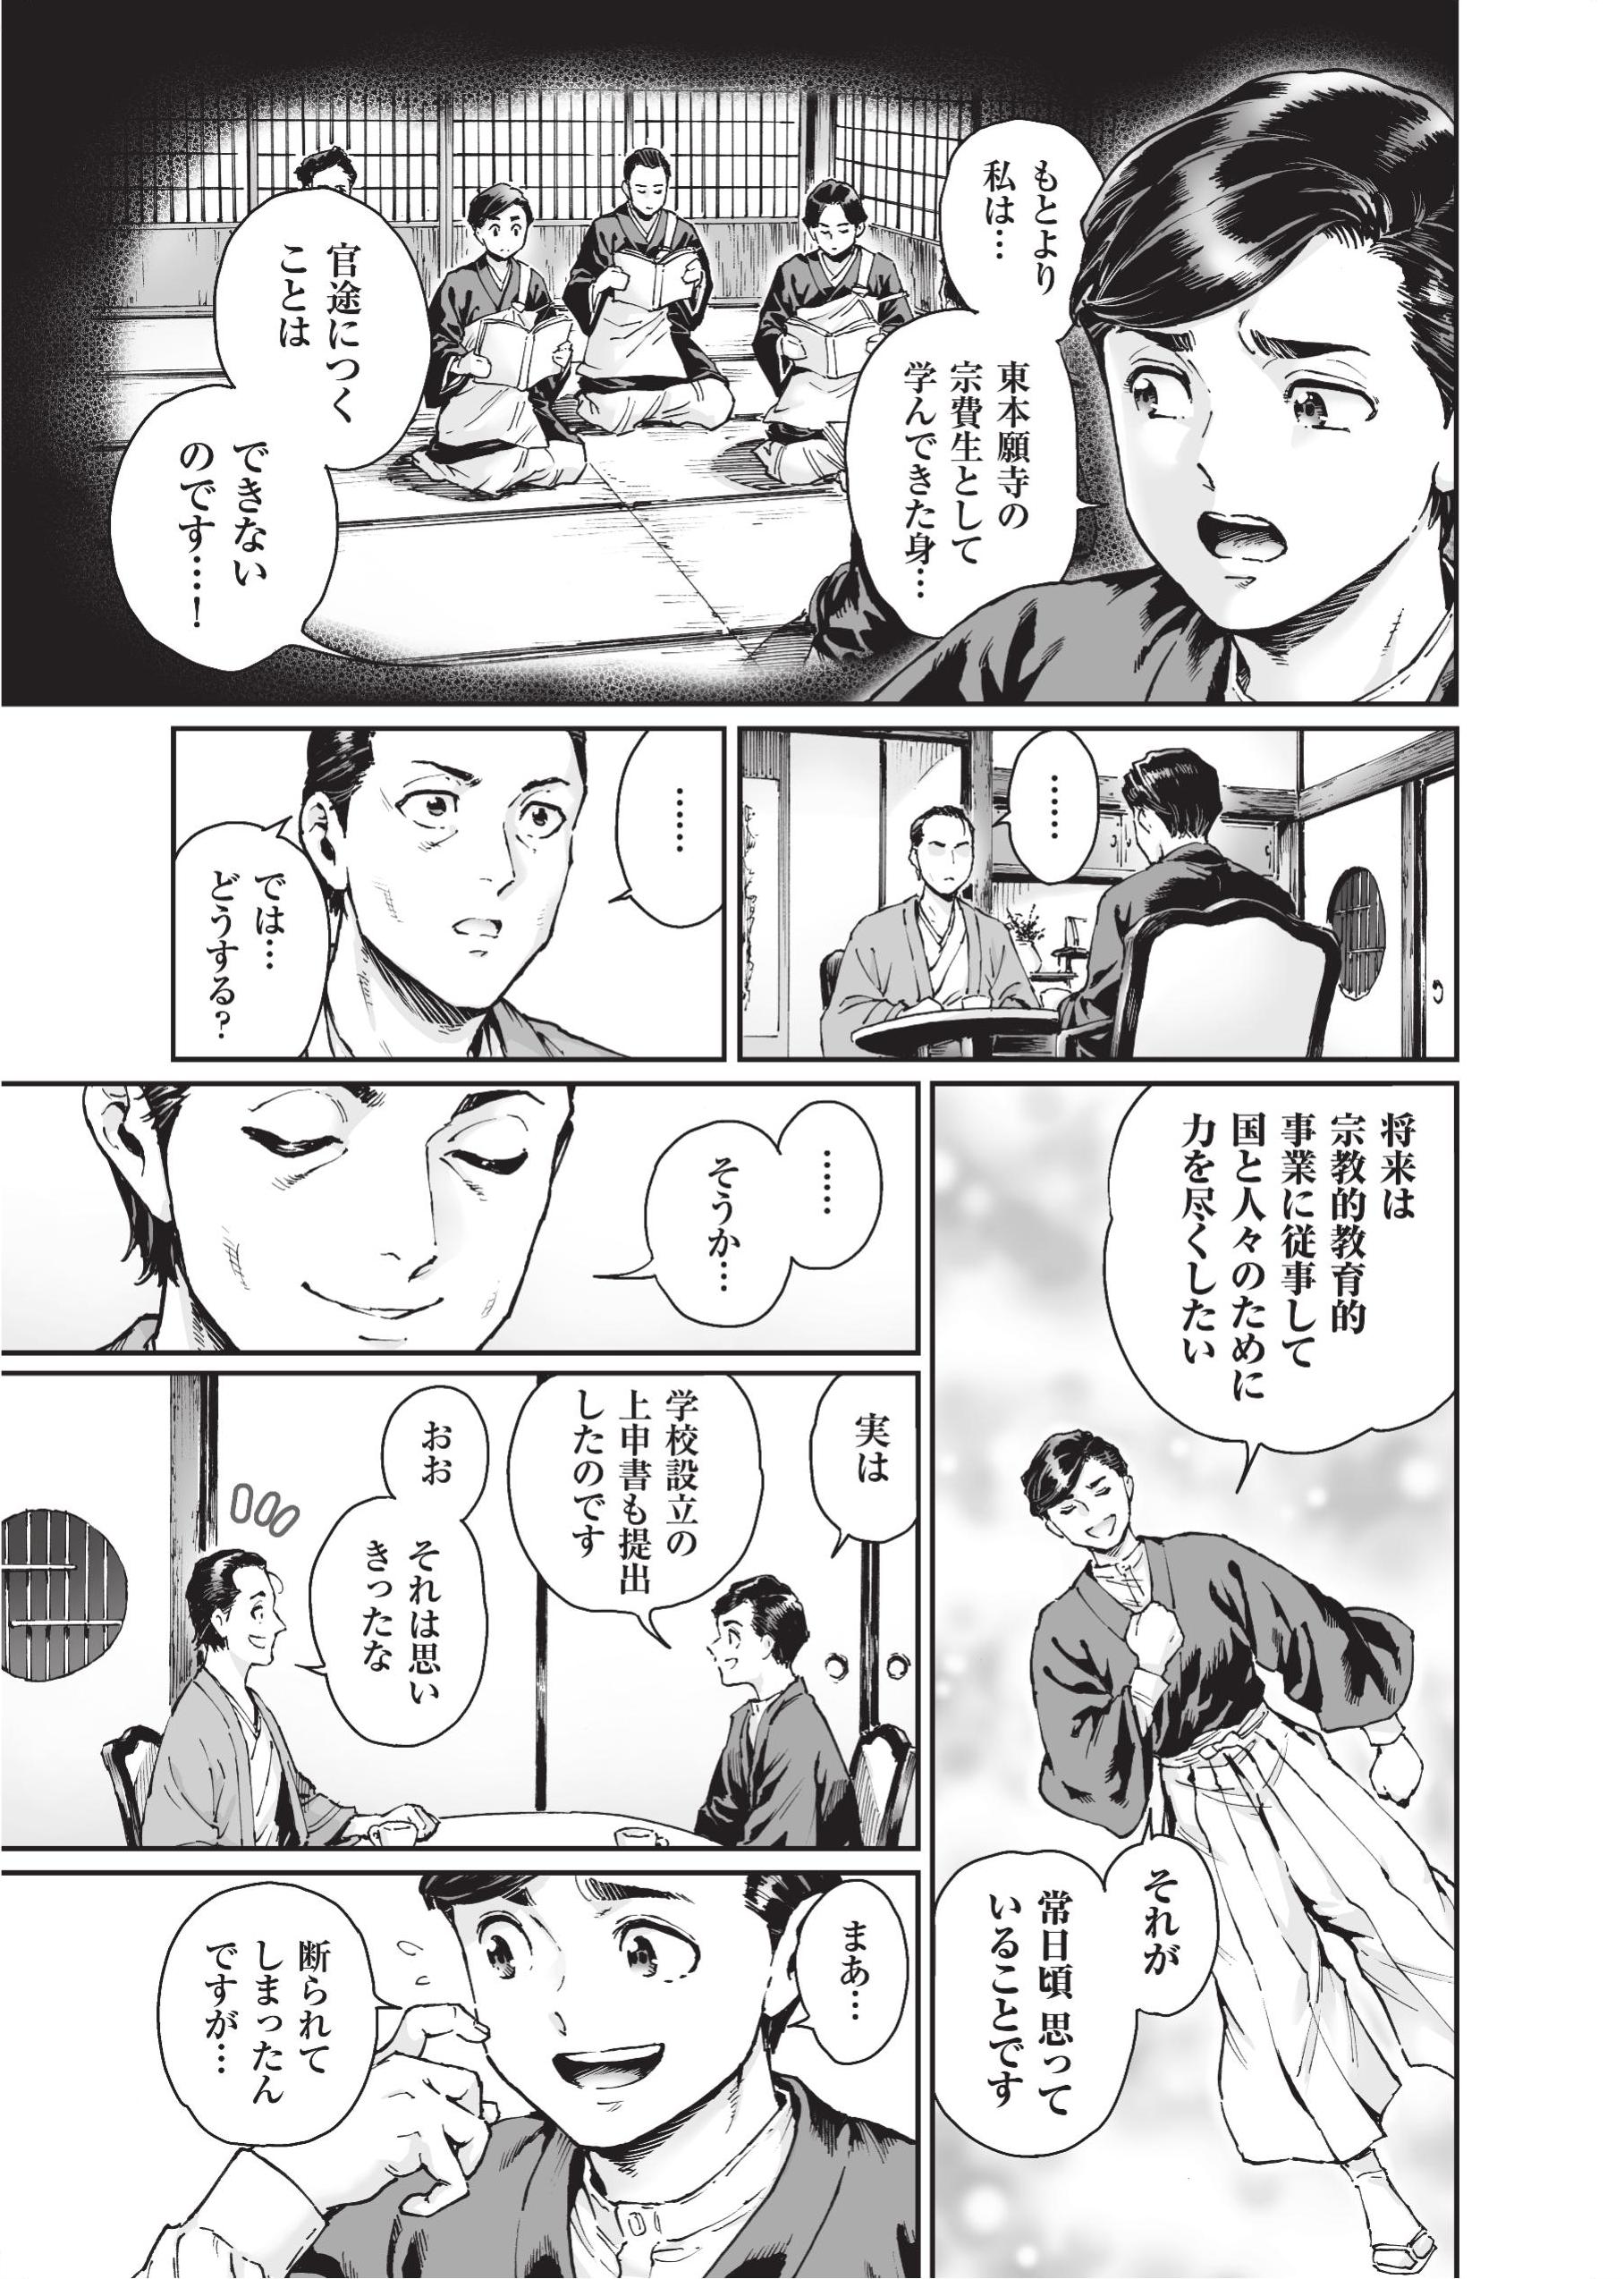 もとより
私は…
東本願寺の
宗費生として
学んできた身…
官途につく
ことは
できない
のです…！
……
……
では…
どうする？
将来は
宗教的教育的
事業に従事して
国と人々のために
力を尽くしたい
それが
常日頃 思って
いることです
……
そうか…
実は
学校設立の
上申書も提出
したのです
おお
それは思い
きったな
まあ…
断られて
しまったん
ですが…